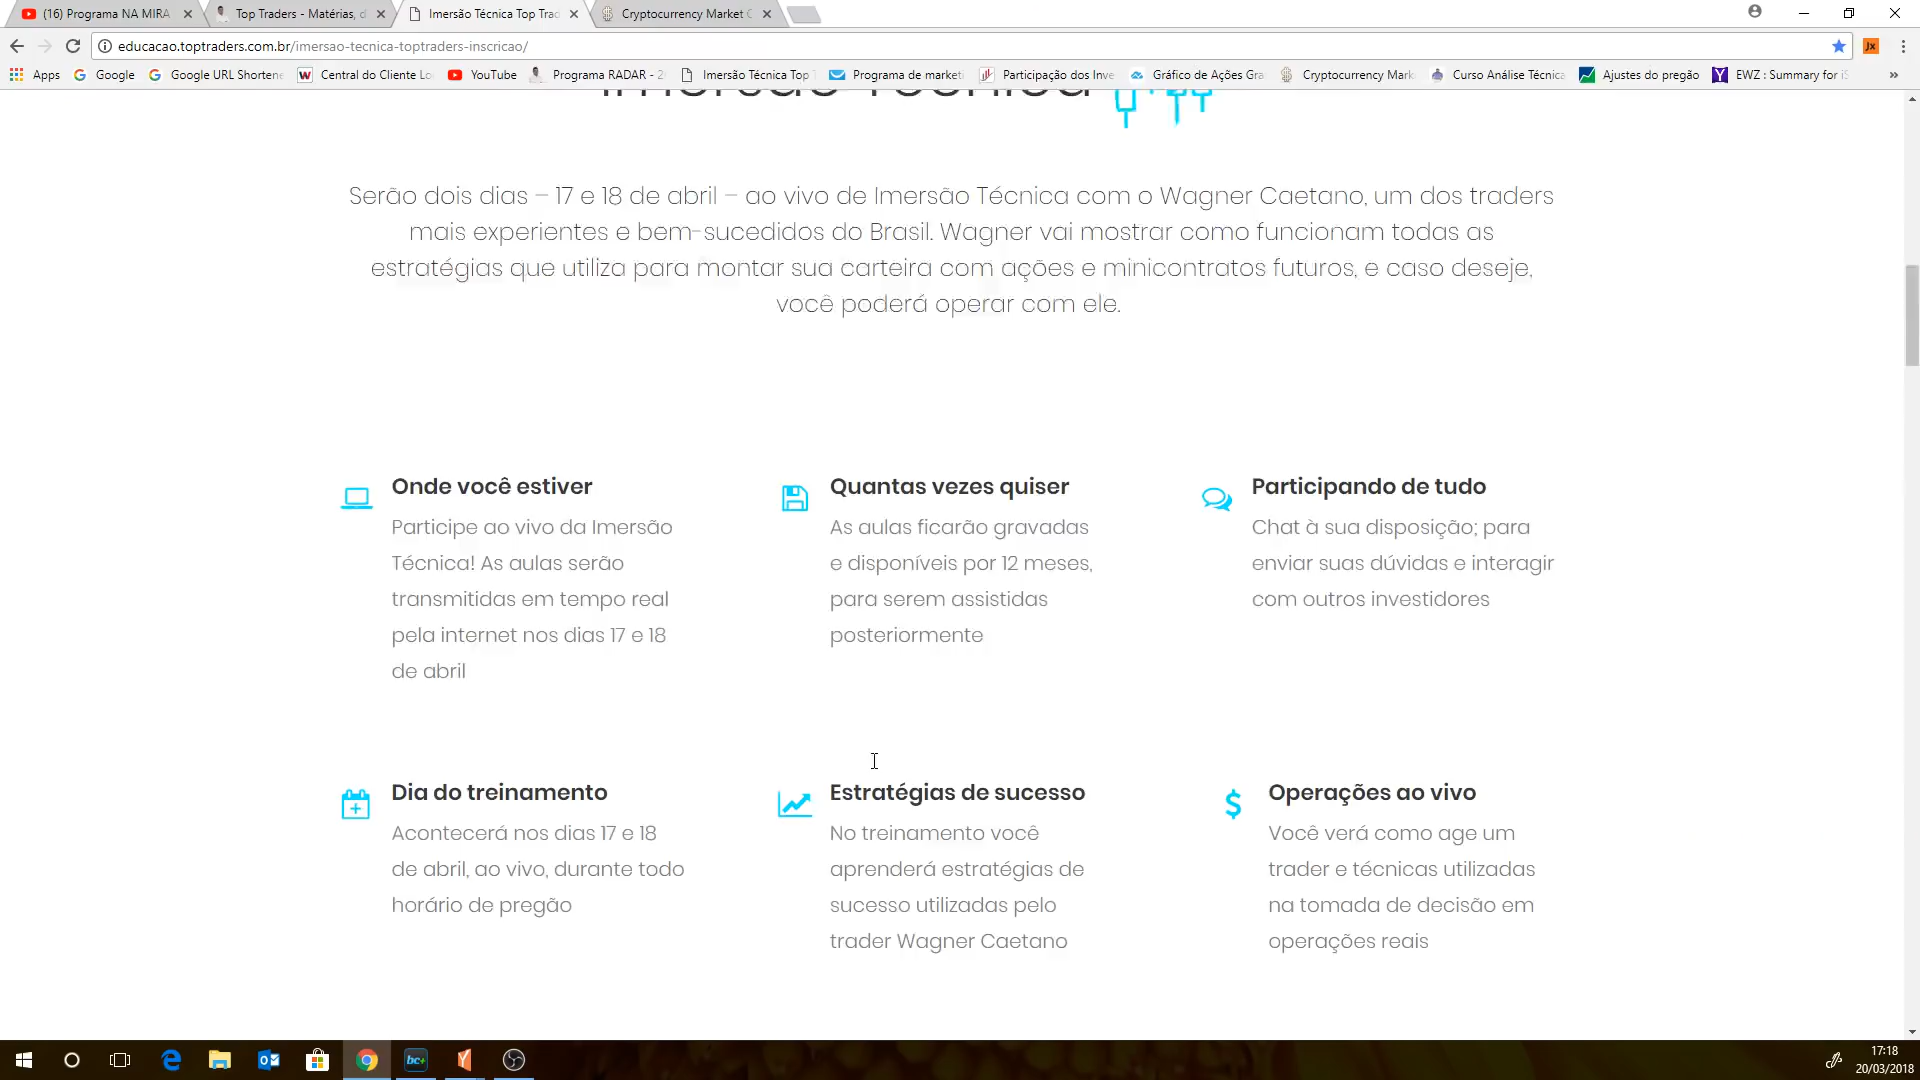 (16) Programa NA MIRA
Top Traders - Matérias, d
Imersão Técnica Top Trad
Cryptocurrency Market C
educacao.toptraders.com.br/imersao-tecnica-toptraders-inscricao/
Jx
Apps
Google
Google URL Shortene
Central do Cliente Lo
YouTube
Programa RADAR - 2
Imersão Técnica Top
Programa de marketi
Participação dos Inve
Gráfico de Ações Gra
Cryptocurrency Mark
Curso Análise Técnica
Ajustes do pregão
EWZ : Summary for iS
Imersão Técnica
Serão dois dias – 17 e 18 de abril – ao vivo de Imersão Técnica com o Wagner Caetano, um dos traders
mais experientes e bem-sucedidos do Brasil. Wagner vai mostrar como funcionam todas as
estratégias que utiliza para montar sua carteira com ações e minicontratos futuros, e caso deseje,
você poderá operar com ele.
Onde você estiver
Participe ao vivo da Imersão
Técnica! As aulas serão
transmitidas em tempo real
pela internet nos dias 17 e 18
de abril
Quantas vezes quiser
As aulas ficarão gravadas
e disponíveis por 12 meses,
para serem assistidas
posteriormente
Participando de tudo
Chat à sua disposição; para
enviar suas dúvidas e interagir
com outros investidores
Dia do treinamento
Acontecerá nos dias 17 e 18
de abril, ao vivo, durante todo
horário de pregão
Estratégias de sucesso
No treinamento você
aprenderá estratégias de
sucesso utilizadas pelo
trader Wagner Caetano
Operações ao vivo
Você verá como age um
trader e técnicas utilizadas
na tomada de decisão em
operações reais
bc+
17:18
20/03/2018